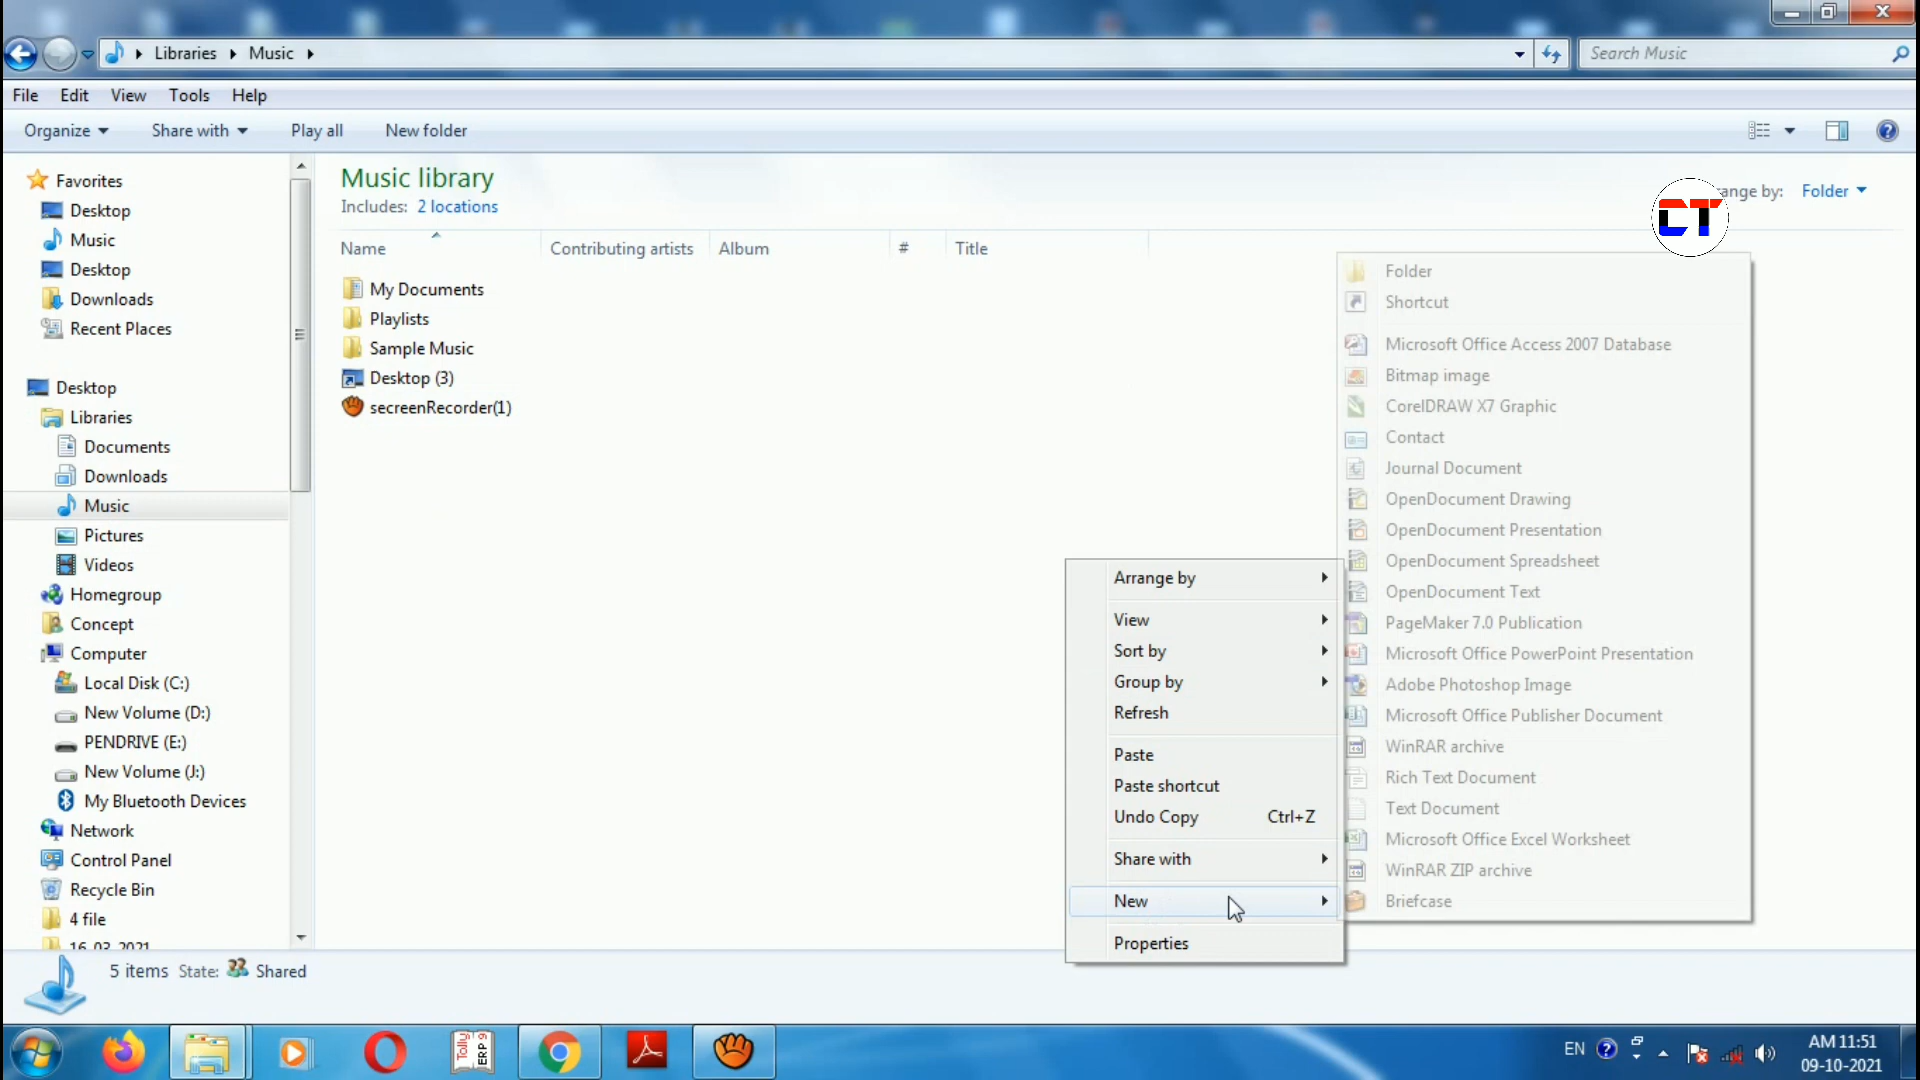 Libraries Music
Search Music
File Edit View Tools Help
Organize Share with Play all New folder
Favorites
Desktop
Music
Desktop
Downloads
Recent Places
Desktop
Libraries
Documents
Downloads
Music
Pictures
Videos
Homegroup
Concept
Computer
Local Disk (C:)
New Volume (D:)
PENDRIVE (E:)
New Volume (J:)
My Bluetooth Devices
Network
Control Panel
Recycle Bin
4 file
16-03-2021
Music library
Includes: 2 locations
ange by: Folder
CT
Name Contributing artists Album # Title
My Documents
Playlists
Sample Music
Desktop (3)
secreenRecorder(1)
Arrange by
View
Sort by
Group by
Refresh
Paste
Paste shortcut
Undo Copy Ctrl+Z
Share with
New
Properties
Folder
Shortcut
Microsoft Office Access 2007 Database
Bitmap image
CorelDRAW X7 Graphic
Contact
Journal Document
OpenDocument Drawing
OpenDocument Presentation
OpenDocument Spreadsheet
OpenDocument Text
PageMaker 7.0 Publication
Microsoft Office PowerPoint Presentation
Adobe Photoshop Image
Microsoft Office Publisher Document
WinRAR archive
Rich Text Document
Text Document
Microsoft Office Excel Worksheet
WinRAR ZIP archive
Briefcase
5 items State: Shared
Tally
ERP 9
EN
AM 11:51
09-10-2021